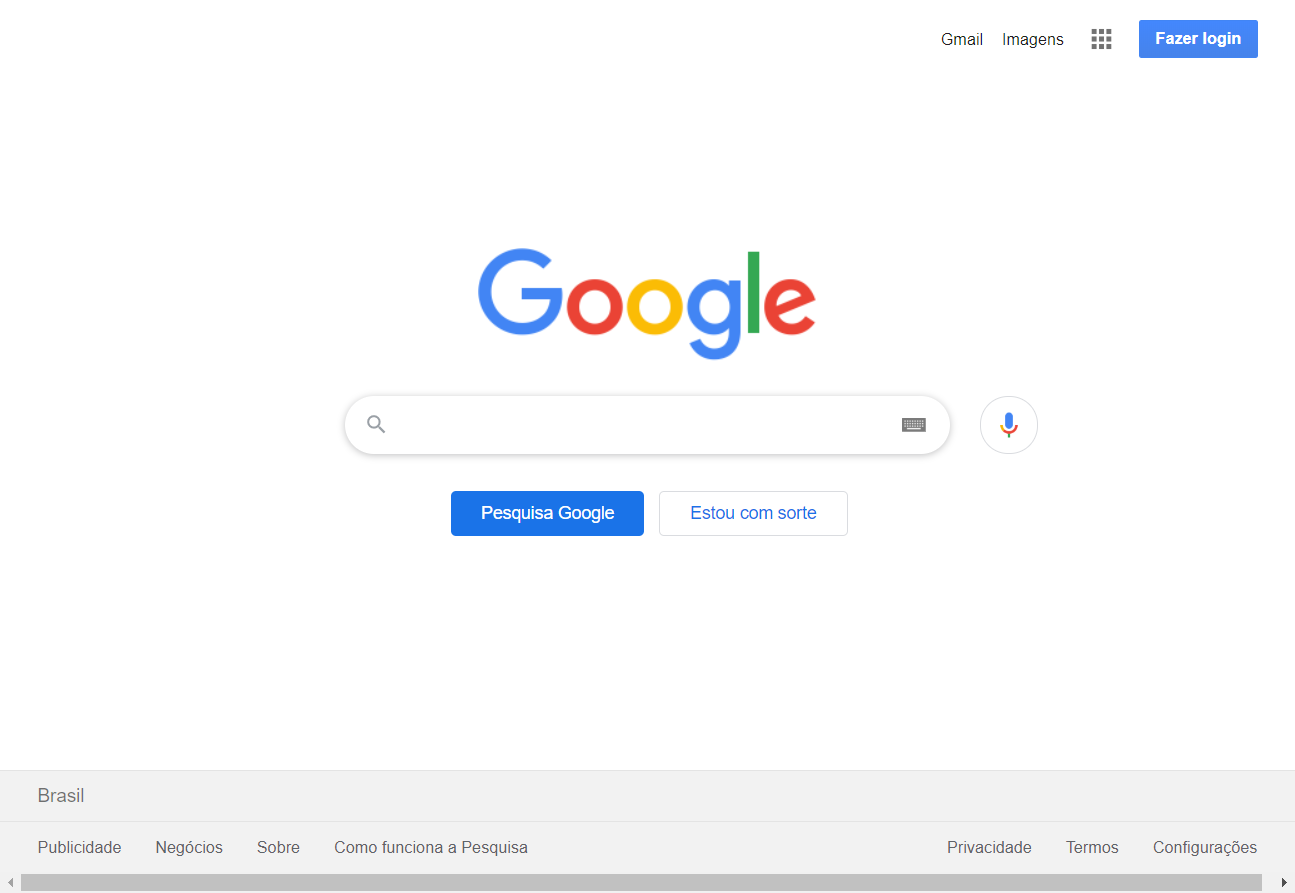 Gmail Imagens Fazer login
Google
Pesquisa Google Estou com sorte
Brasil
Publicidade Negócios Sobre Como funciona a Pesquisa Privacidade Termos Configurações